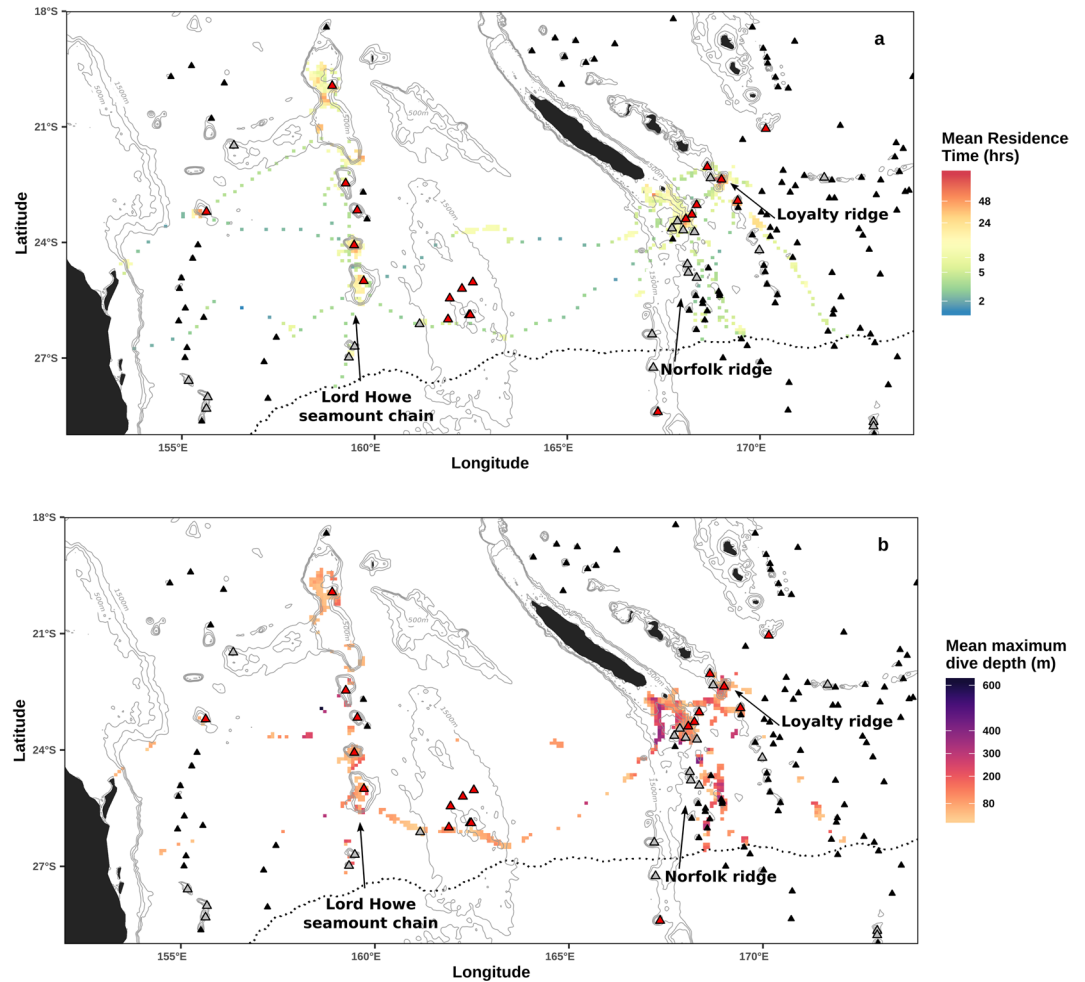 18°S
a
500m
1500m
500m
500m
21°S
Mean Residence
Time (hrs)
48
24
8
5
2
1500m
Loyalty ridge
24°S
Latitude
1500m
27°S
Norfolk ridge
Lord Howe
seamount chain
155°E
160°E
165°E
170°E
Longitude
18°S
b
500m
1500m
500m
500m
21°S
Mean maximum
dive depth (m)
600
400
300
200
80
1500m
Loyalty ridge
24°S
Latitude
1500m
27°S
Norfolk ridge
Lord Howe
seamount chain
155°E
160°E
165°E
170°E
Longitude